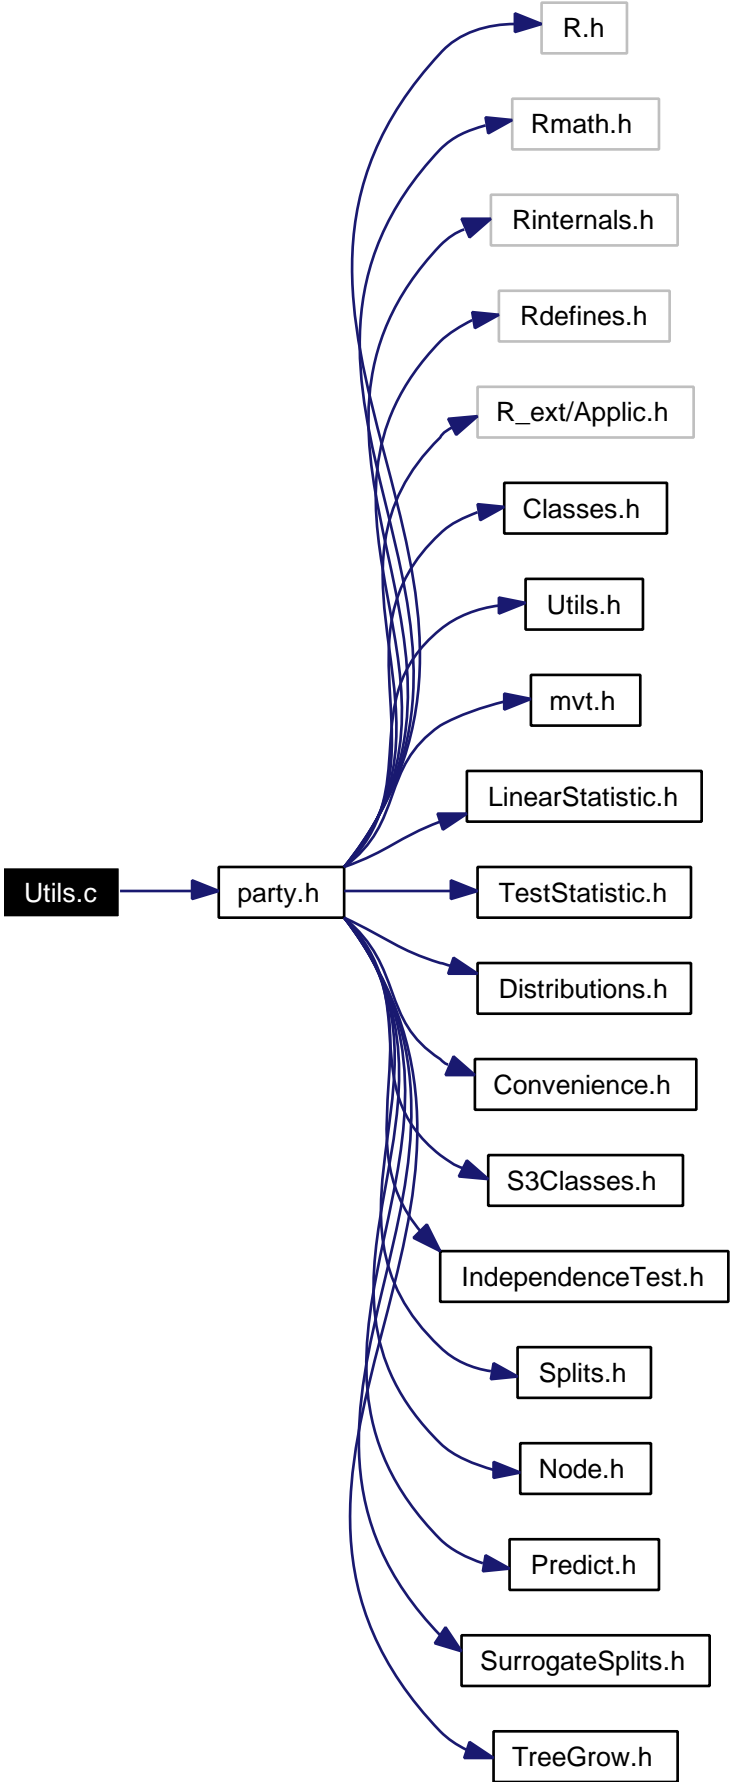 R.h
Rmath.h
Rinternals.h
Rdefines.h
R_ext/Applic.h
Classes.h
Utils.h
mvt.h
LinearStatistic.h
Utils.c
party.h
TestStatistic.h
Distributions.h
Convenience.h
S3Classes.h
IndependenceTest.h
Splits.h
Node.h
Predict.h
SurrogateSplits.h
TreeGrow.h